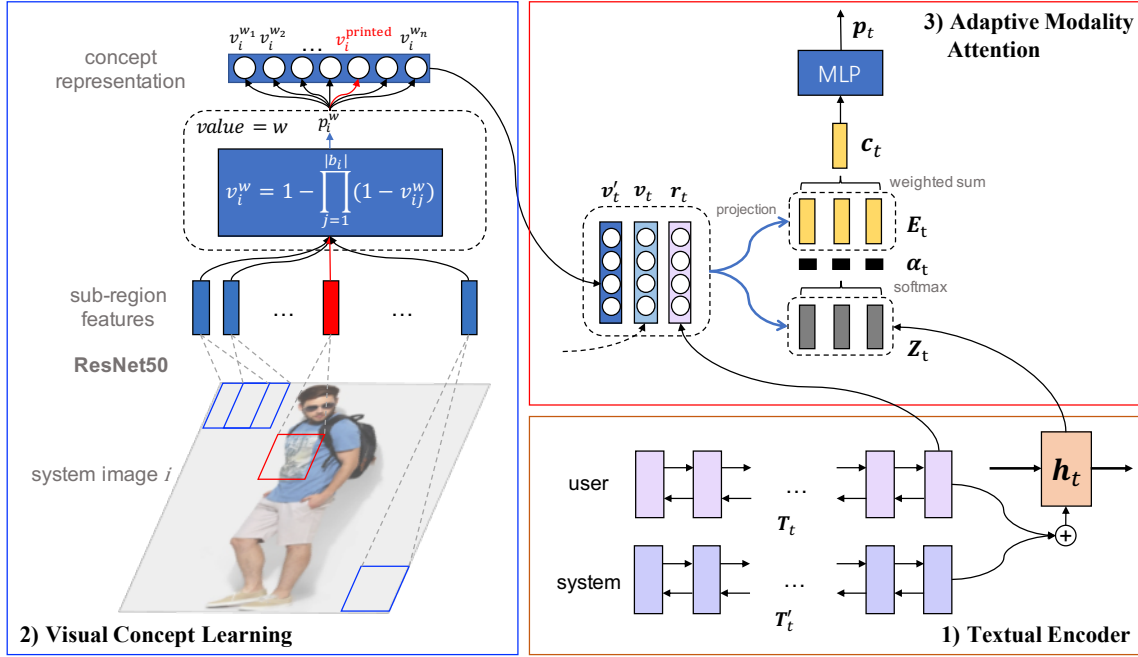 v_i^{w_1} v_i^{w_2} ... v_i^{printed} v_i^{w_n}
concept
representation
value = w
p_i^w
v_i^w = 1 - \prod_{j=1}^{|b_i|} (1 - v_{ij}^w)
sub-region
features
... ...
ResNet50
system image i
2) Visual Concept Learning
3) Adaptive Modality
Attention
p_t
MLP
c_t
weighted sum
v'_t v_t r_t
projection
E_t
α_t
softmax
Z_t
user
...
T_t
system
...
T'_t
h_t
+
1) Textual Encoder